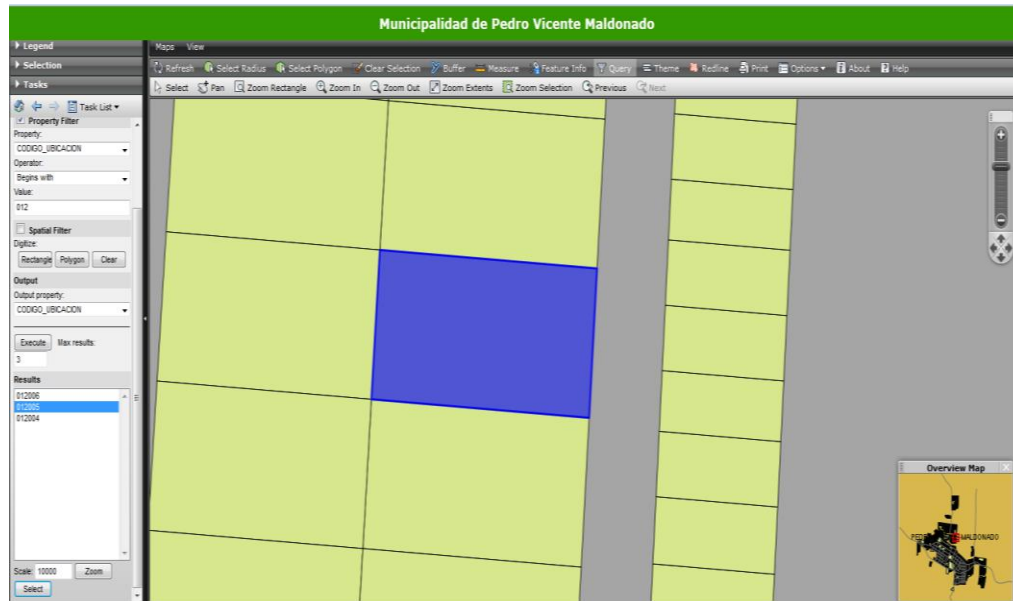 Municipalidad de Pedro Vicente Maldonado
Legend
Maps View
Selection
Refresh Select Radius Select Polygon Clear Selection Buffer Measure Feature Info Query Theme Redline Print Options About Help
Tasks
Select Pan Zoom Rectangle Zoom In Zoom Out Zoom Extents Zoom Selection Previous Next
Task List
Property Filter
Property:
CODIGO_UBICACION
Operator:
Begins with
Value:
012
Spatial Filter
Digitize:
Rectangle Polygon Clear
Output
Output property:
CODIGO_UBICACION
Execute Max results:
3
Results
012006
012005
012004
Scale: 10000 Zoom
Select
Overview Map
MALDONADO